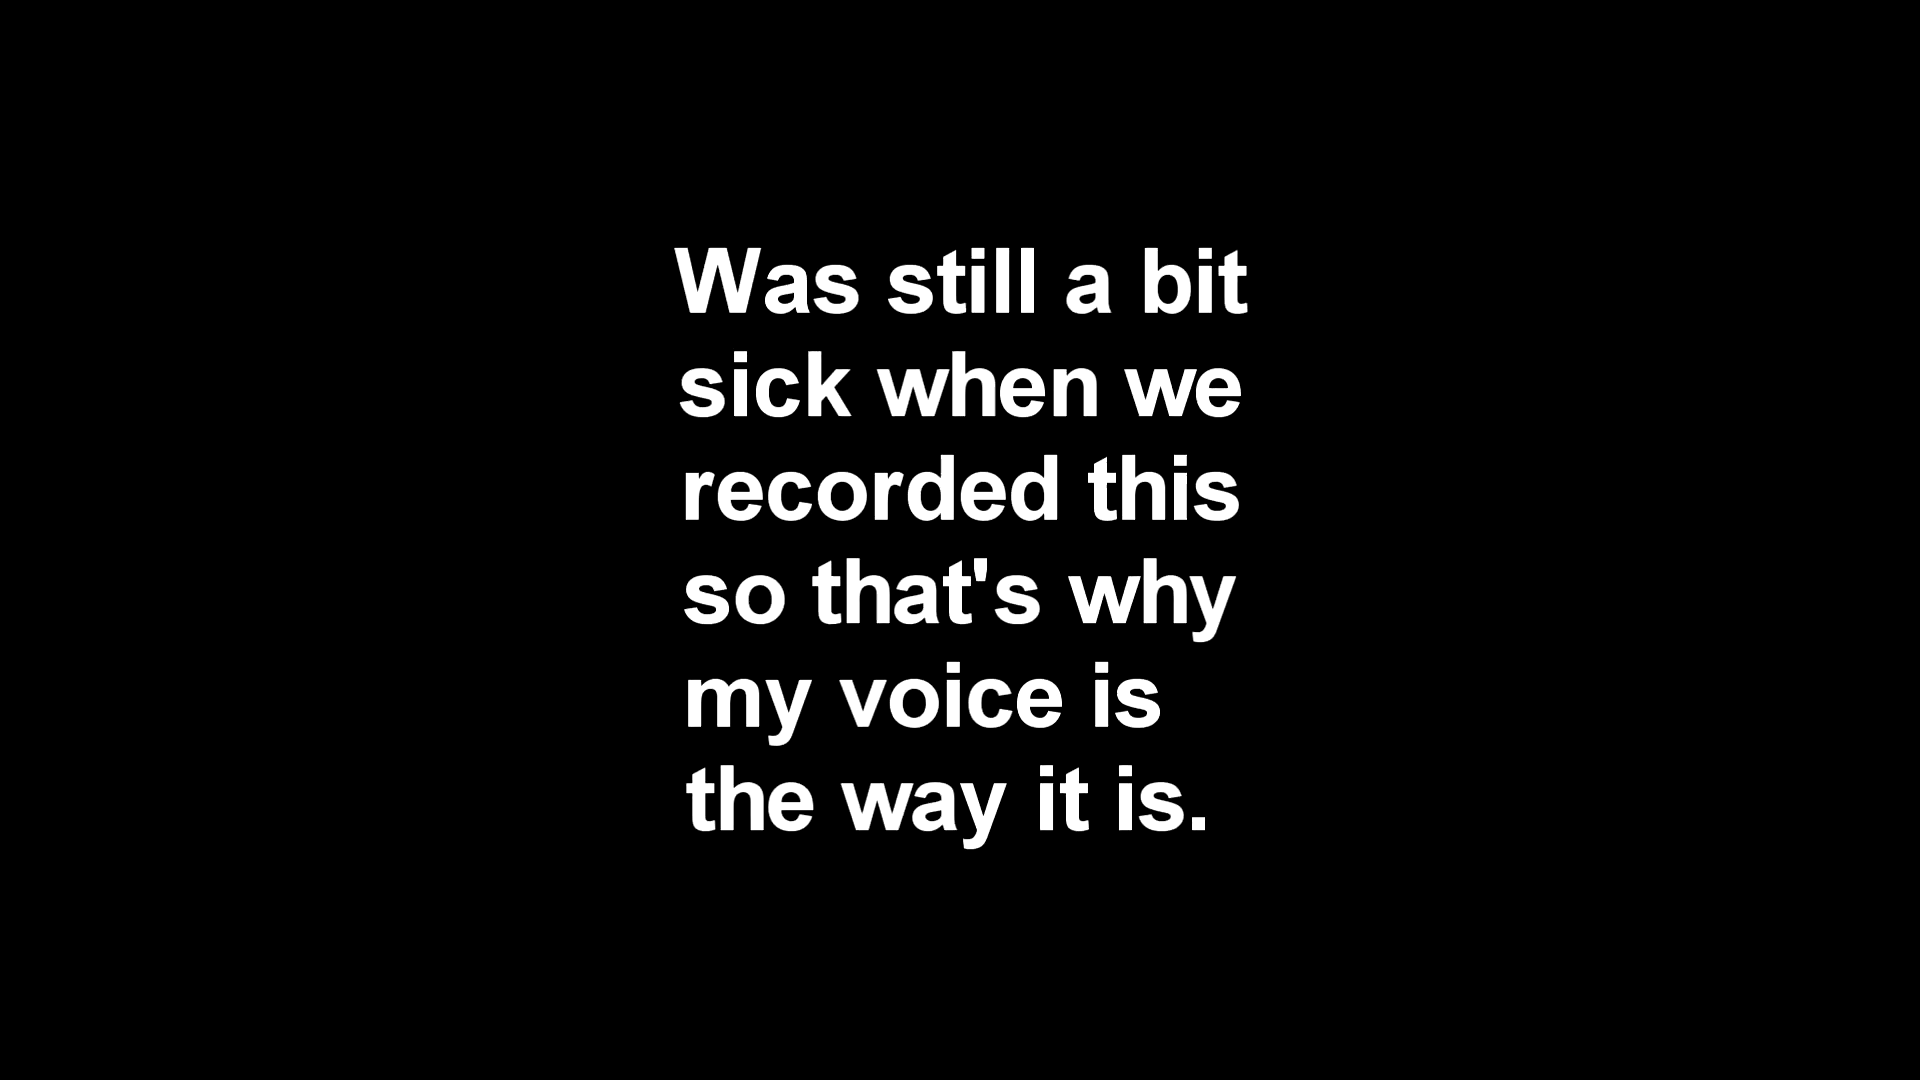 Was still a bit
sick when we
recorded this
so that's why
my voice is
the way it is.